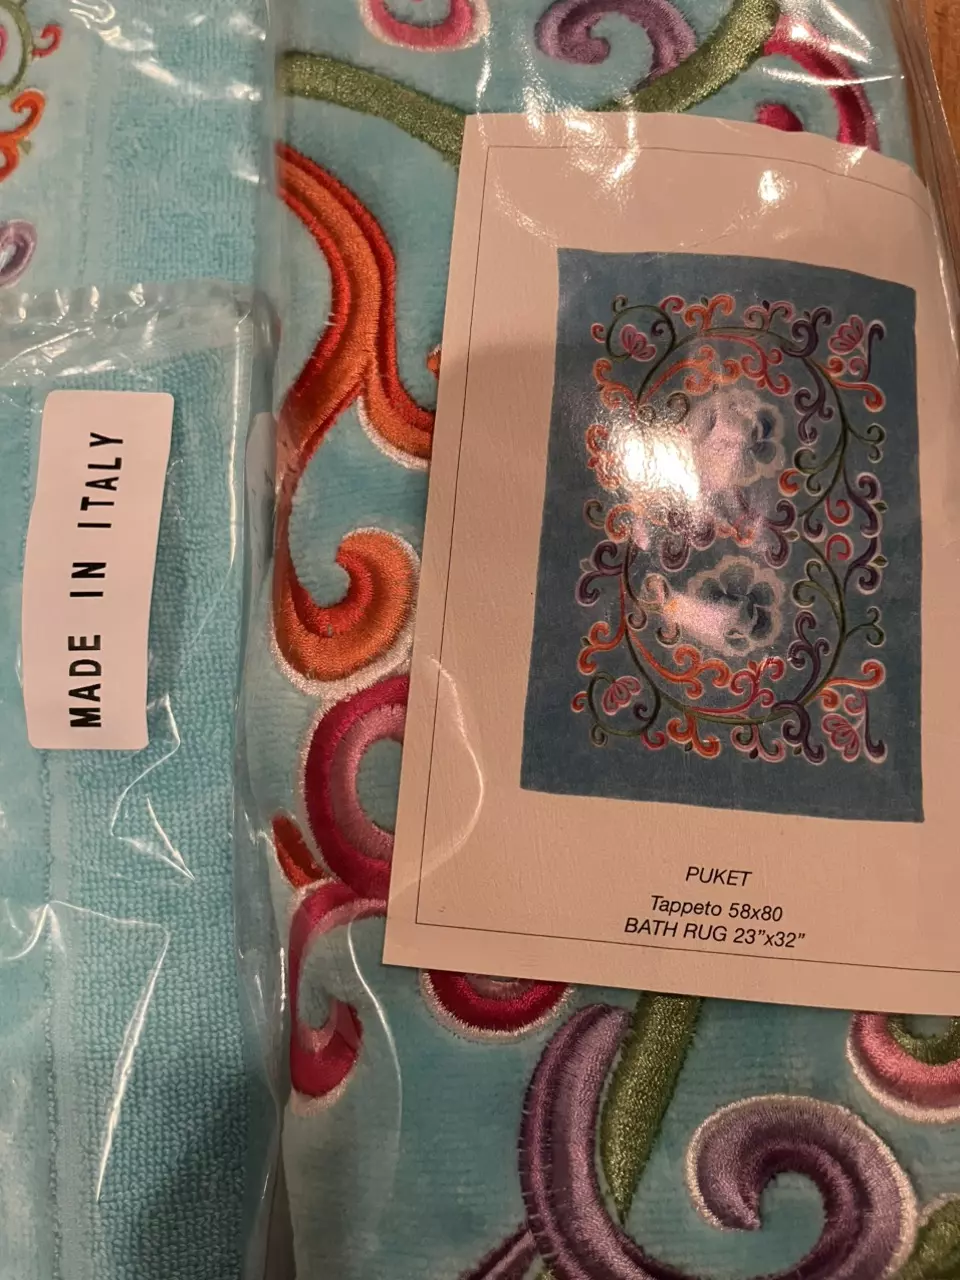 MADE IN ITALY
PUKET
Tappeto 58x80
BATH RUG 23”x32”